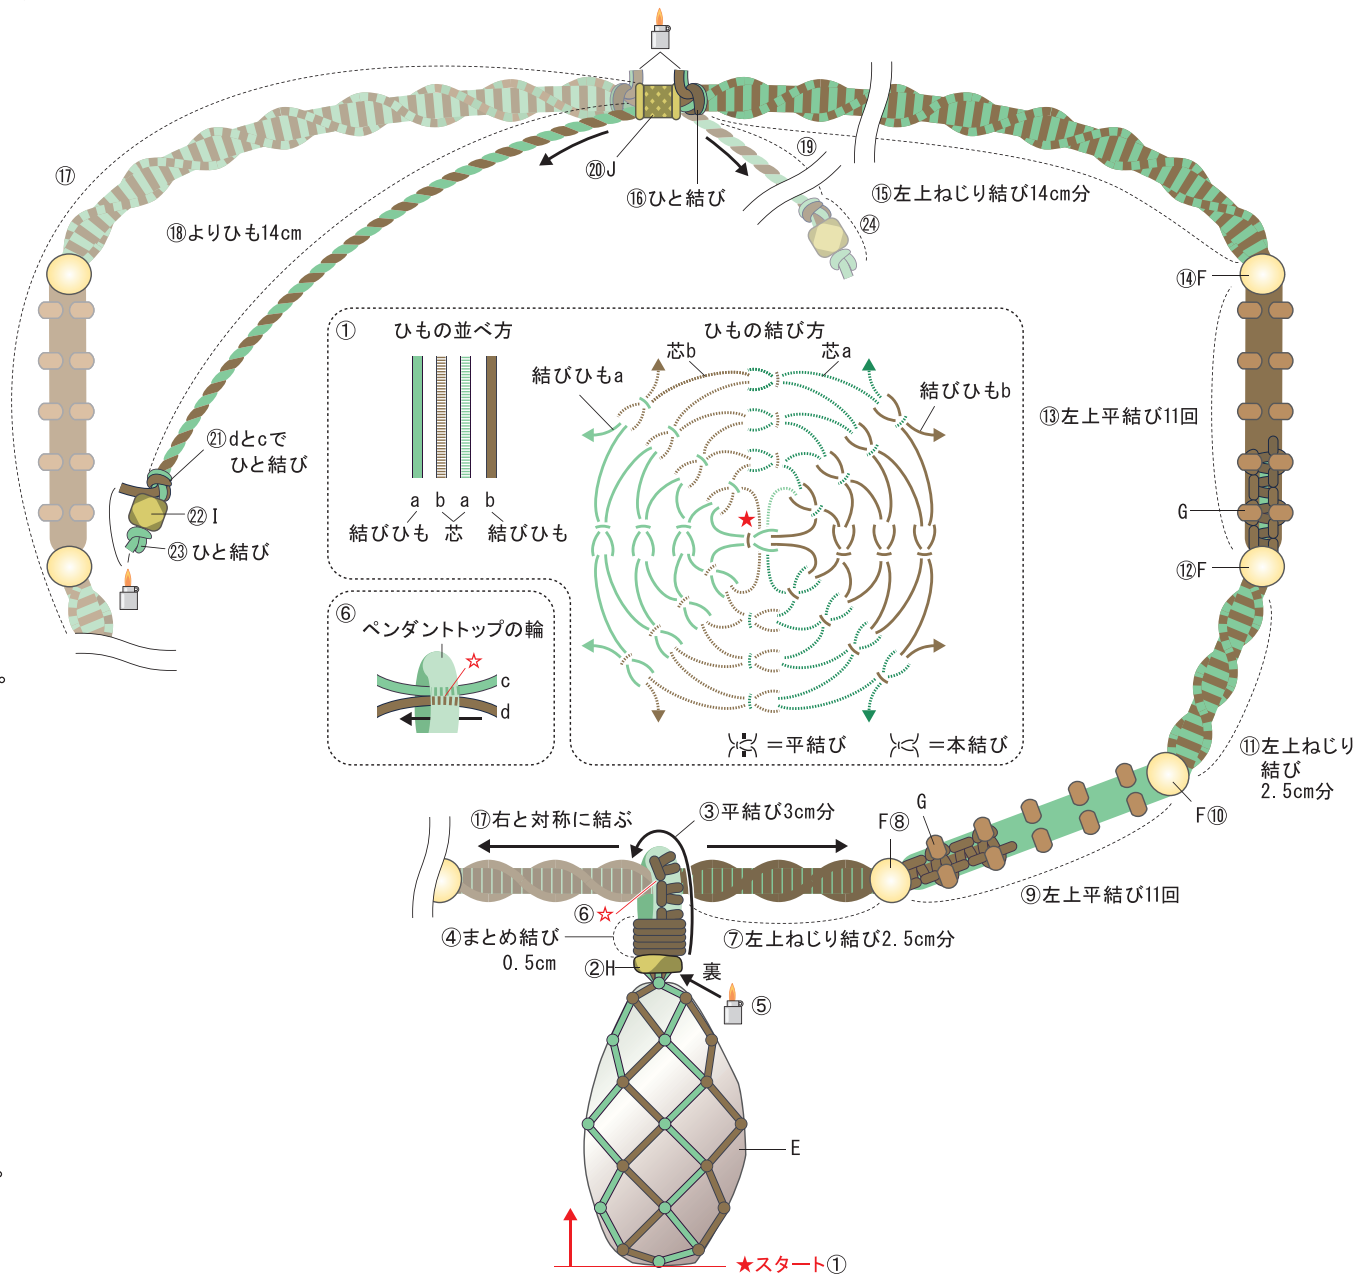 ⑰
⑱よりひも14cm
⑳J
⑯ひと結び
⑲
㉔
⑮左上ねじり結び14cm分
⑭F
⑬左上平結び11回
G
⑫F
⑪左上ねじり
結び
2.5cm分
F⑩
㉑dとcで
ひと結び
㉒I
㉓ひと結び
①
ひもの並べ方
a b a b
結びひも 芯 結びひも
ひもの結び方
芯b
芯a
結びひもa
結びひもb
★
=平結び
=本結び
⑥
ペンダントトップの輪
☆
c
d
⑰右と対称に結ぶ
③平結び3cm分
F⑧
G
⑨左上平結び11回
⑥☆
④まとめ結び
0.5cm
⑦左上ねじり結び2.5cm分
②H
裏
⑤
E
★スタート①
。
。